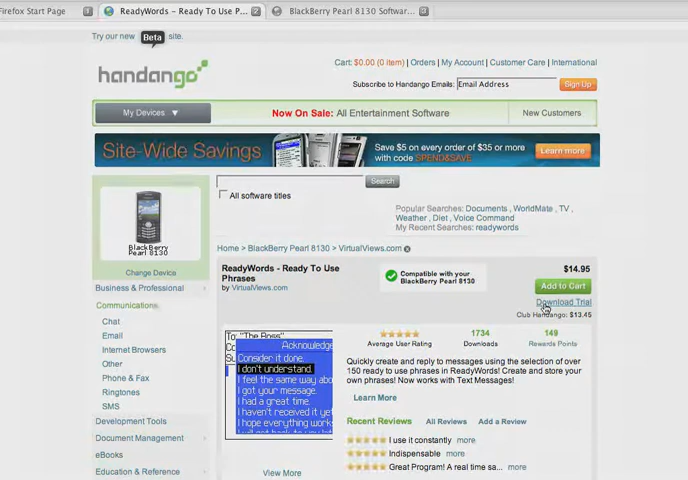 Firefox Start Page
ReadyWords – Ready To Use P...
BlackBerry Pearl 8130 Softwar...
Try our new Beta site.
handango
Cart: $0.00 (0 item) | Orders | My Account | Customer Care | International
Subscribe to Handango Emails: Email Address Sign Up
My Devices ▼
Now On Sale: All Entertainment Software
New Customers
Site-Wide Savings
Save $5 on every order of $35 or more
with code SPEND&SAVE
Learn more
Search
All software titles
Popular Searches: Documents , WorldMate , TV ,
Weather , Diet , Voice Command
My Recent Searches: readywords
BlackBerry
Pearl 8130
Change Device
Home > BlackBerry Pearl 8130 > VirtualViews.com
ReadyWords - Ready To Use
Phrases
by VirtualViews.com
Compatible with your
BlackBerry Pearl 8130
$14.95
Add to Cart
Download Trial
Club Handango: $13.45
Business & Professional
Communications
Chat
Email
Internet Browsers
Other
Phone & Fax
Ringtones
SMS
Development Tools
Document Management
eBooks
Education & Reference
To: "The Boss"
Acknowledge
Consider it done.
I don't understand.
I feel the same way abo
I got your message.
I had a great time.
I haven't received it yet
I hope everything works
View More
Average User Rating
1734
Downloads
149
Rewards Points
Quickly create and reply to messages using the selection of over
150 ready to use phrases in ReadyWords! Create and store your
own phrases! Now works with Text Messages!
Learn More
Recent Reviews All Reviews Add a Review
I use it constantly more
Indispensable more
Great Program! A real time sa... more